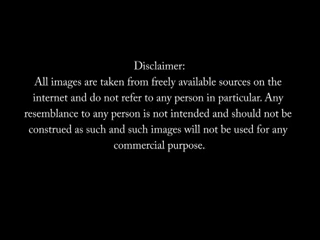 Disclaimer:
All images are taken from freely available sources on the
internet and do not refer to any person in particular. Any
resemblance to any person is not intended and should not be
construed as such and such images will not be used for any
commercial purpose.